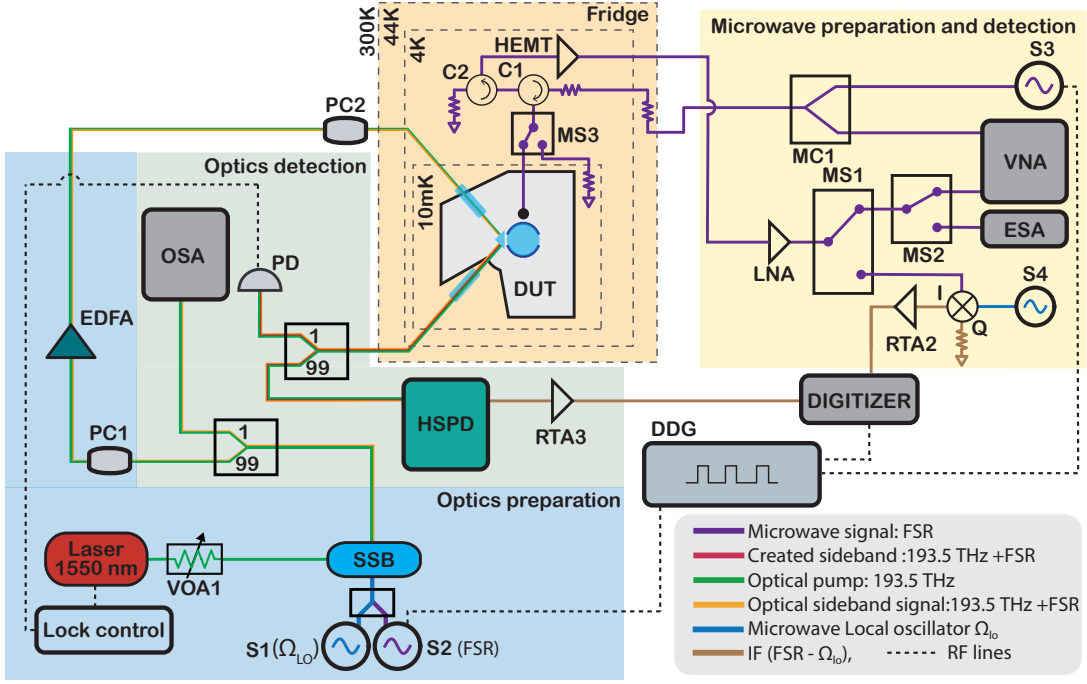 300K
44K
4K
Fridge
Microwave preparation and detection
HEMT
C2
C1
S3
PC2
MS3
MC1
VNA
Optics detection
10mK
MS1
OSA
PD
ESA
MS2
LNA
DUT
S4
EDFA
I
Q
RTA2
1
99
DIGITIZER
HSPD
RTA3
PC1
1
99
DDG
Optics preparation
Laser
1550 nm
VOA1
SSB
Lock control
S1(Ω_LO)
S2 (FSR)
Microwave signal: FSR
Created sideband :193.5 THz +FSR
Optical pump: 193.5 THz
Optical sideband signal:193.5 THz +FSR
Microwave Local oscillator Ω_lo
IF (FSR - Ω_lo),
RF lines